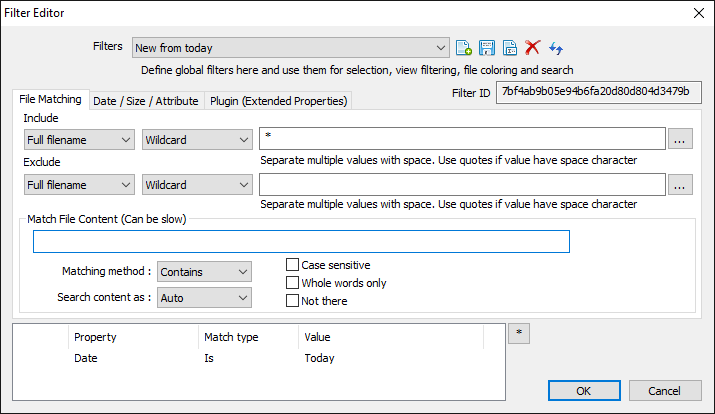 Filter Editor
Filters New from today
Define global filters here and use them for selection, view filtering, file coloring and search
Filter ID 7bf4ab9b05e94b6fa20d80d804d3479b
File Matching Date / Size / Attribute Plugin (Extended Properties)
Include
Full filename Wildcard * ...
Separate multiple values with space. Use quotes if value have space character
Exclude
Full filename Wildcard ...
Separate multiple values with space. Use quotes if value have space character
Match File Content (Can be slow)
Matching method : Contains Case sensitive
Whole words only
Search content as : Auto Not there
Property Match type Value *
Date Is Today
OK Cancel